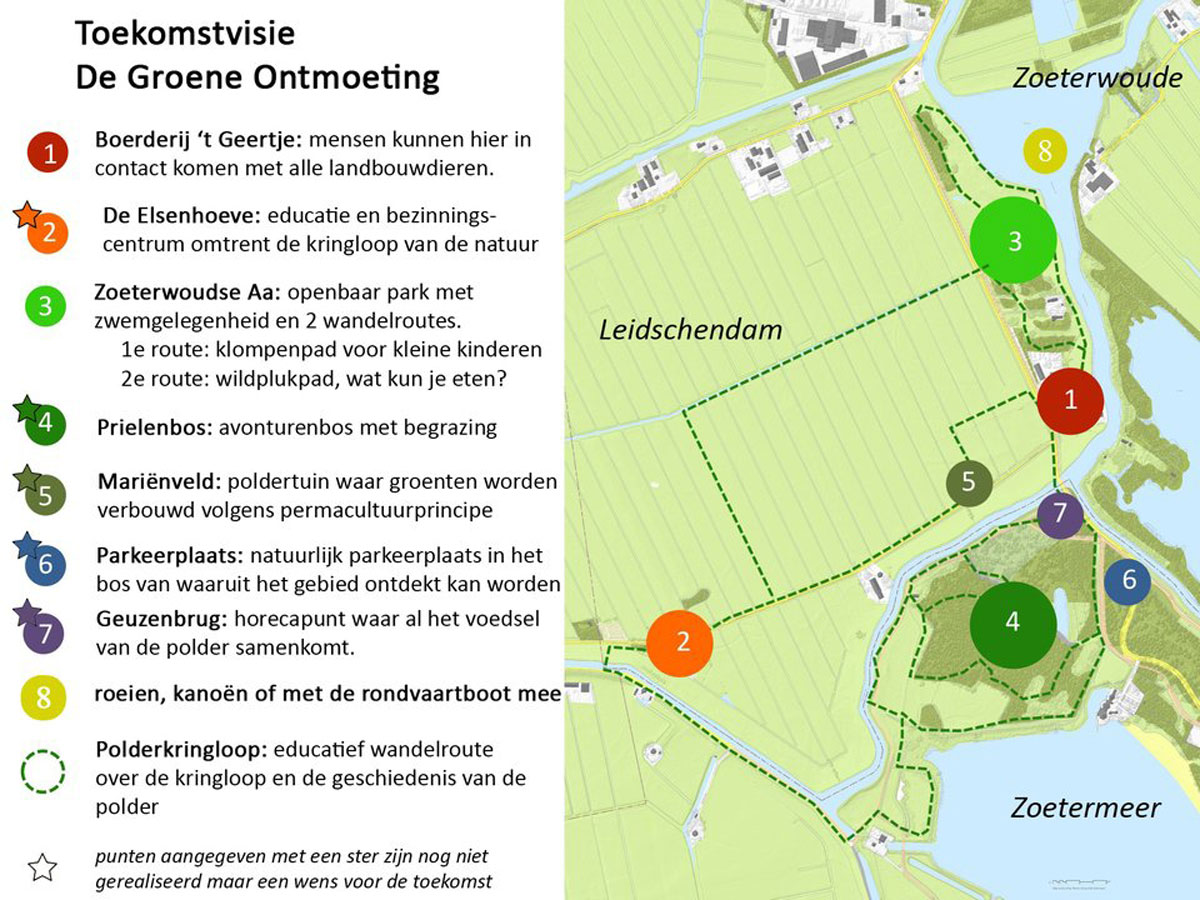 Toekomstvisie
De Groene Ontmoeting
1
Boerderij ‘t Geertje: mensen kunnen hier in
contact komen met alle landbouwdieren.
2
De Elsenhoeve: educatie en bezinnings-
centrum omtrent de kringloop van de natuur
3
Zoeterwoudse Aa: openbaar park met
zwemgelegenheid en 2 wandelroutes.
1e route: klompenpad voor kleine kinderen
2e route: wildplukpad, wat kun je eten?
4
Prielenbos: avonturenbos met begrazing
5
Mariënveld: poldertuin waar groenten worden
verbouwd volgens permacultuurprincipe
6
Parkeerplaats: natuurlijk parkeerplaats in het
bos van waaruit het gebied ontdekt kan worden
7
Geuzenbrug: horecapunt waar al het voedsel
van de polder samenkomt.
8
roeien, kanoën of met de rondvaartboot mee
Polderkringloop: educatief wandelroute
over de kringloop en de geschiedenis van de
polder
punten aangegeven met een ster zijn nog niet
gerealiseerd maar een wens voor de toekomst
Zoeterwoude
8
3
Leidschendam
1
5
7
6
4
2
Zoetermeer